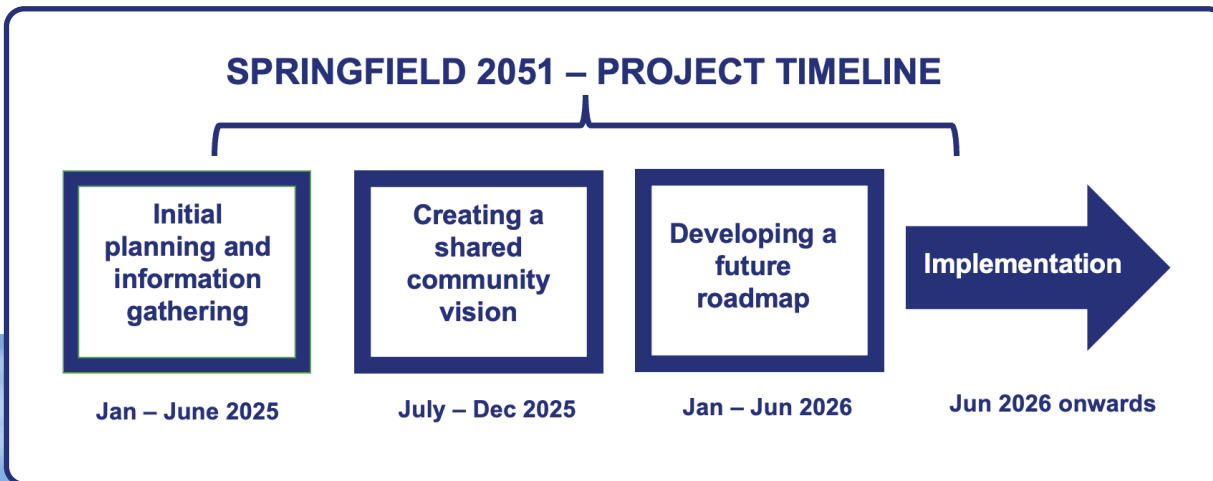 SPRINGFIELD 2051 – PROJECT TIMELINE
Initial
planning and
information
gathering
Jan – June 2025
Creating a
shared
community
vision
July – Dec 2025
Developing a
future
roadmap
Jan – Jun 2026
Implementation
Jun 2026 onwards